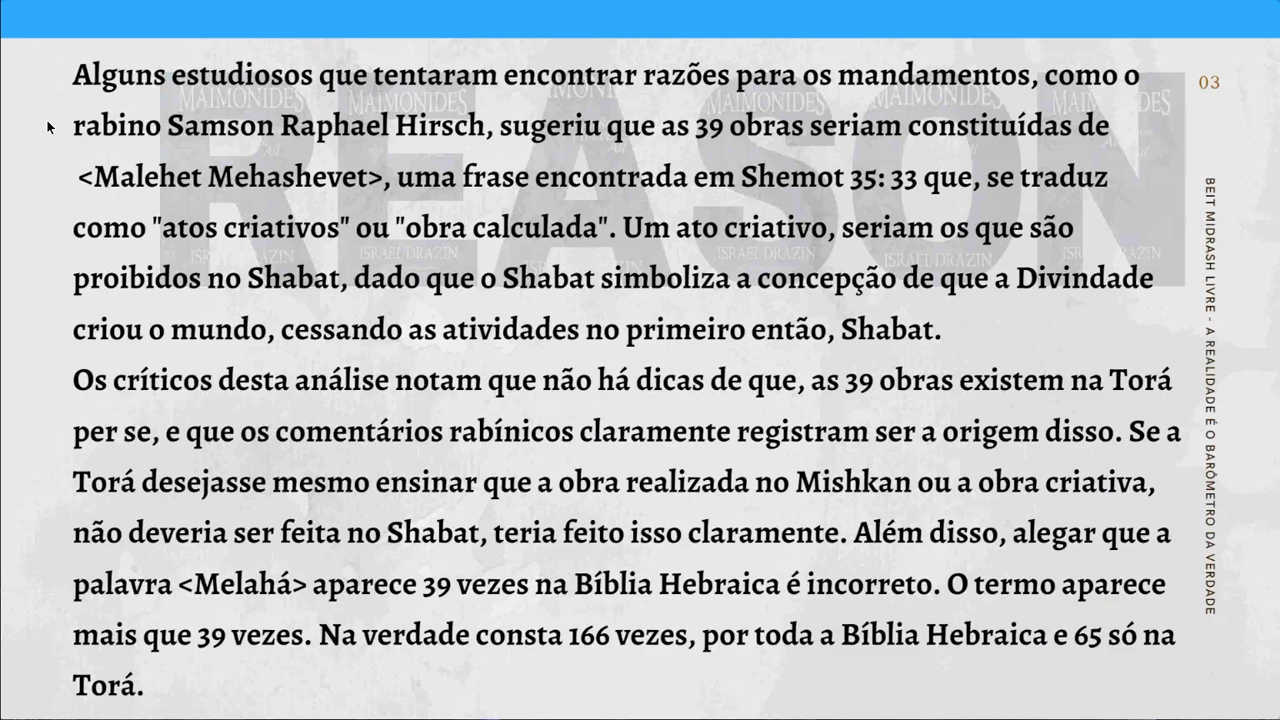 Alguns estudiosos que tentaram encontrar razões para os mandamentos, como o
rabino Samson Raphael Hirsch, sugeriu que as 39 obras seriam constituídas de
<Malehet Mehashevet>, uma frase encontrada em Shemot 35: 33 que, se traduz
como "atos criativos" ou "obra calculada". Um ato criativo, seriam os que são
proibidos no Shabat, dado que o Shabat simboliza a concepção de que a Divindade
criou o mundo, cessando as atividades no primeiro então, Shabat.
Os críticos desta análise notam que não há dicas de que, as 39 obras existem na Torá
per se, e que os comentários rabínicos claramente registram ser a origem disso. Se a
Torá desejasse mesmo ensinar que a obra realizada no Mishkan ou a obra criativa,
não deveria ser feita no Shabat, teria feito isso claramente. Além disso, alegar que a
palavra <Melahá> aparece 39 vezes na Bíblia Hebraica é incorreto. O termo aparece
mais que 39 vezes. Na verdade consta 166 vezes, por toda a Bíblia Hebraica e 65 só na
Torá.
03
BEIT MIDRASH LIVRE - A REALIDADE É O BARÔMETRO DA VERDADE
REASON
MAIMONIDES
MAIMONIDES
MAIMONIDES
MAIMONIDES
ISRAEL DRAZIN
ISRAEL DRAZIN
ISRAEL DRAZIN